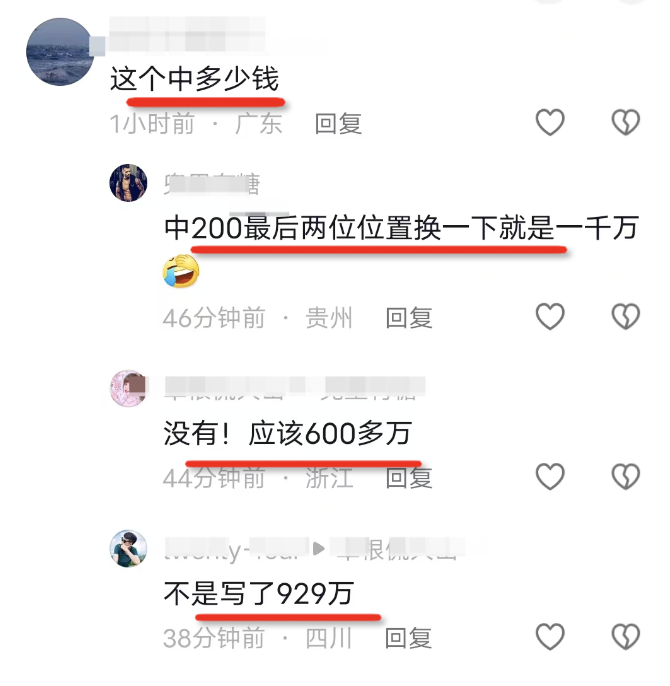 这个中多少钱
1小时前 · 广东 回复
中200最后两位位置换一下就是一千万
46分钟前 · 贵州 回复
没有！应该600多万
44分钟前 · 浙江 回复
不是写了929万
38分钟前 · 四川 回复